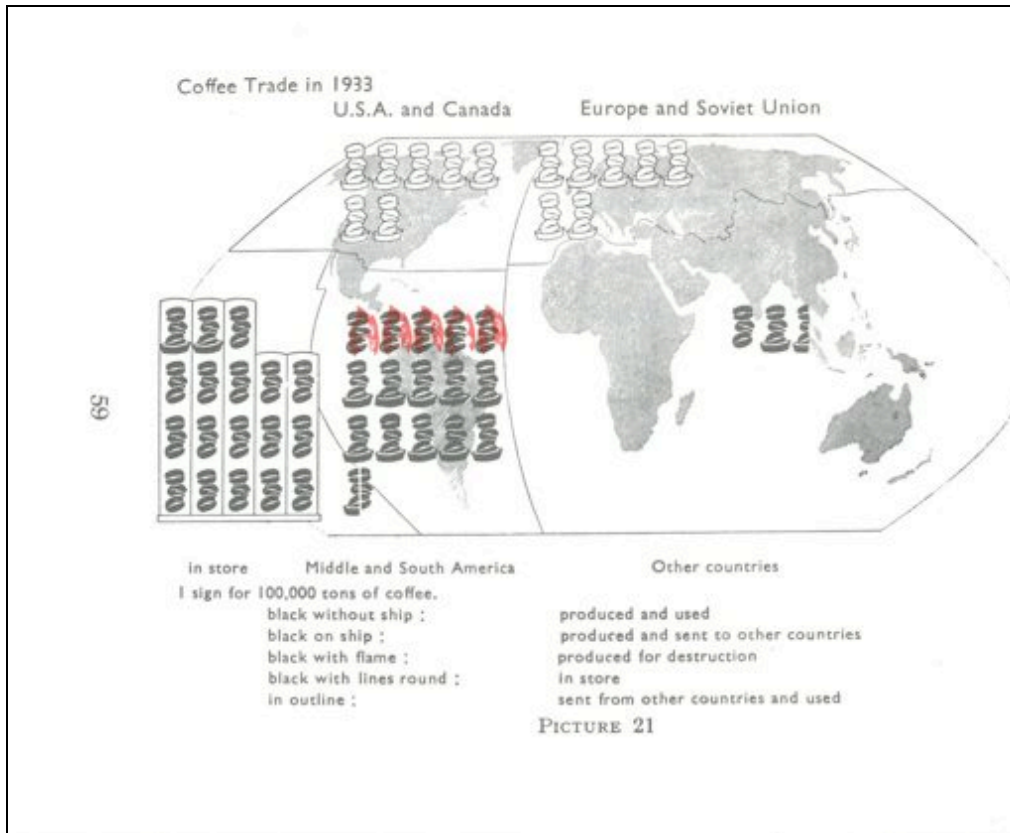 Coffee Trade in 1933
U.S.A. and Canada Europe and Soviet Union
59
in store Middle and South America Other countries
1 sign for 100,000 tons of coffee.
black without ship : produced and used
black on ship : produced and sent to other countries
black with flame : produced for destruction
black with lines round : in store
in outline : sent from other countries and used
PICTURE 21